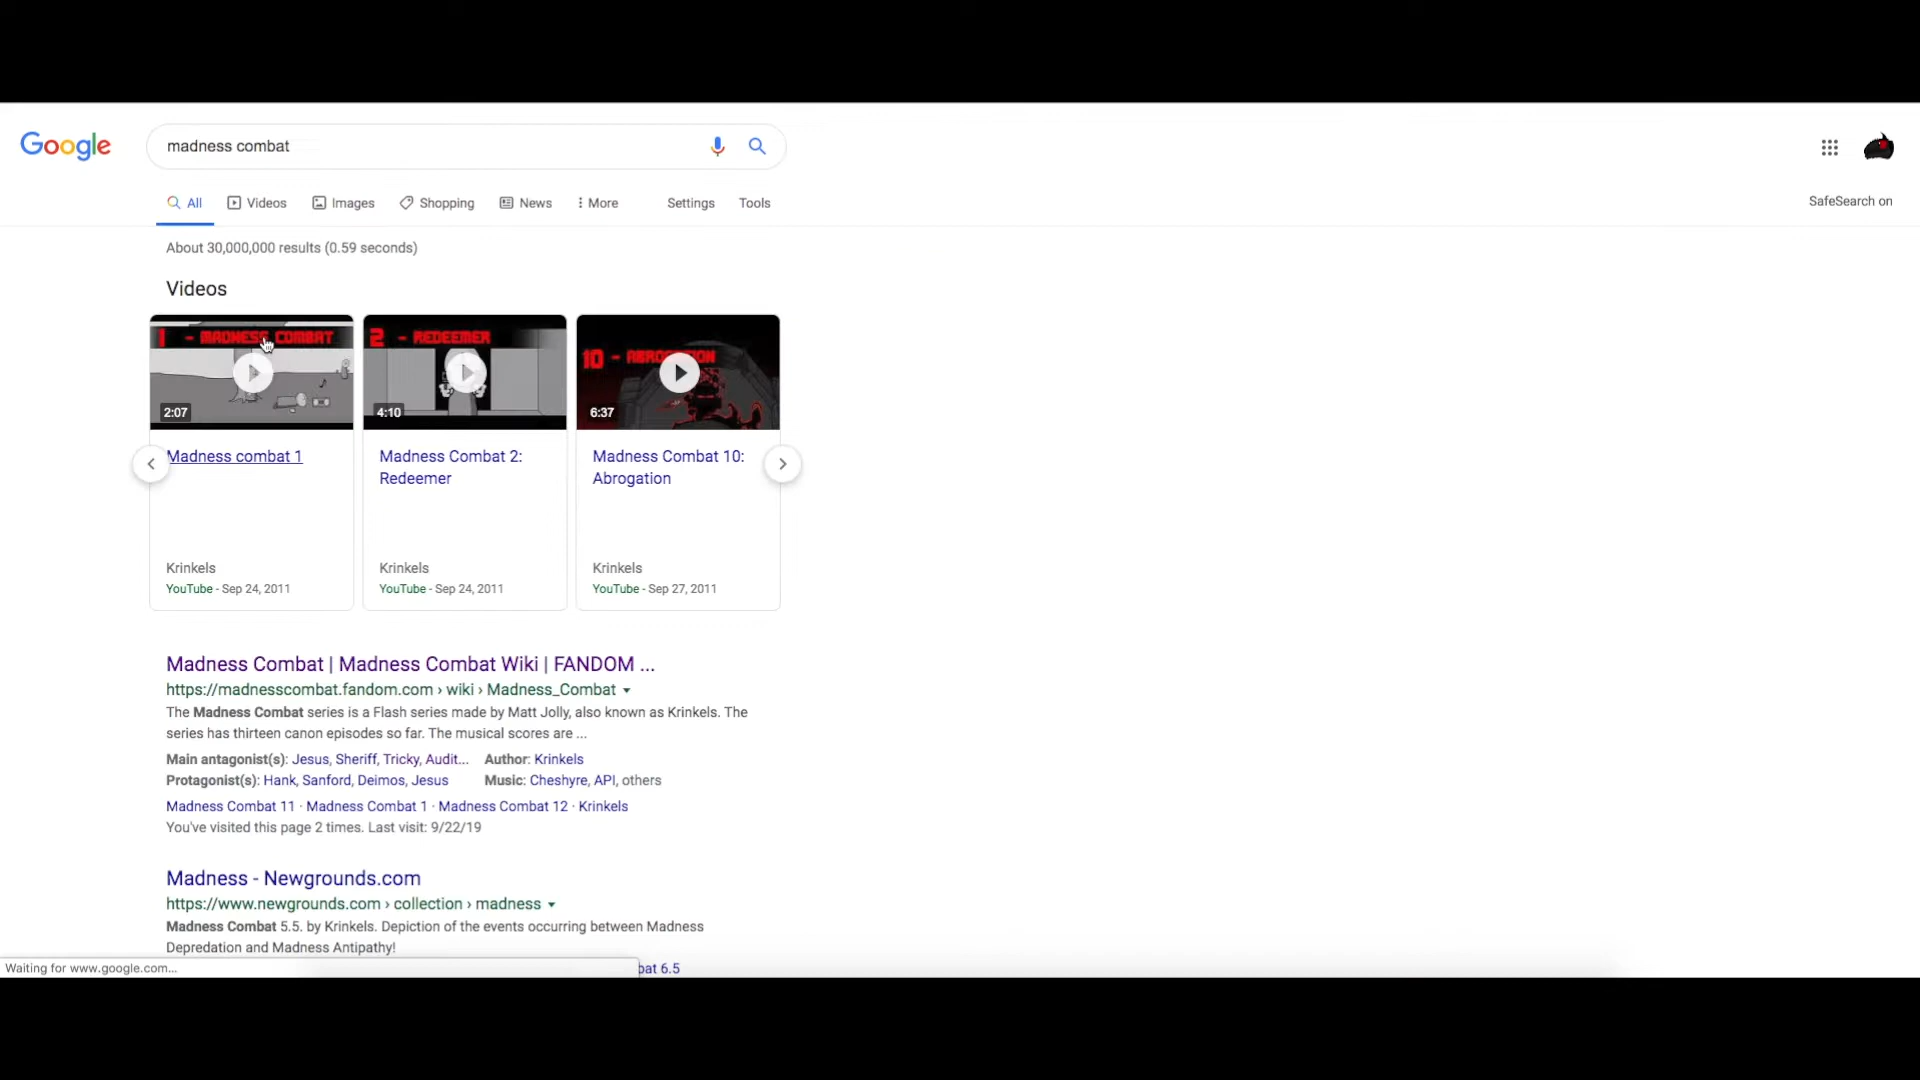 Google
madness combat
All Videos Images Shopping News More Settings Tools
SafeSearch on
About 30,000,000 results (0.59 seconds)
Videos
1 - MADNESS COMBAT
2:07
Madness combat 1
Krinkels
YouTube - Sep 24, 2011
2 - REDEEMER
4:10
Madness Combat 2:
Redeemer
Krinkels
YouTube - Sep 24, 2011
10 - ABROGATION
6:37
Madness Combat 10:
Abrogation
Krinkels
YouTube - Sep 27, 2011
Madness Combat | Madness Combat Wiki | FANDOM ...
https://madnesscombat.fandom.com › wiki › Madness_Combat
The Madness Combat series is a Flash series made by Matt Jolly, also known as Krinkels. The
series has thirteen canon episodes so far. The musical scores are ...
Main antagonist(s): Jesus, Sheriff, Tricky, Audit... Author: Krinkels
Protagonist(s): Hank, Sanford, Deimos, Jesus Music: Cheshyre, API, others
Madness Combat 11 · Madness Combat 1 · Madness Combat 12 · Krinkels
You've visited this page 2 times. Last visit: 9/22/19
Madness - Newgrounds.com
https://www.newgrounds.com › collection › madness
Madness Combat 5.5. by Krinkels. Depiction of the events occurring between Madness
Depredation and Madness Antipathy!
Waiting for www.google.com... bat 6.5